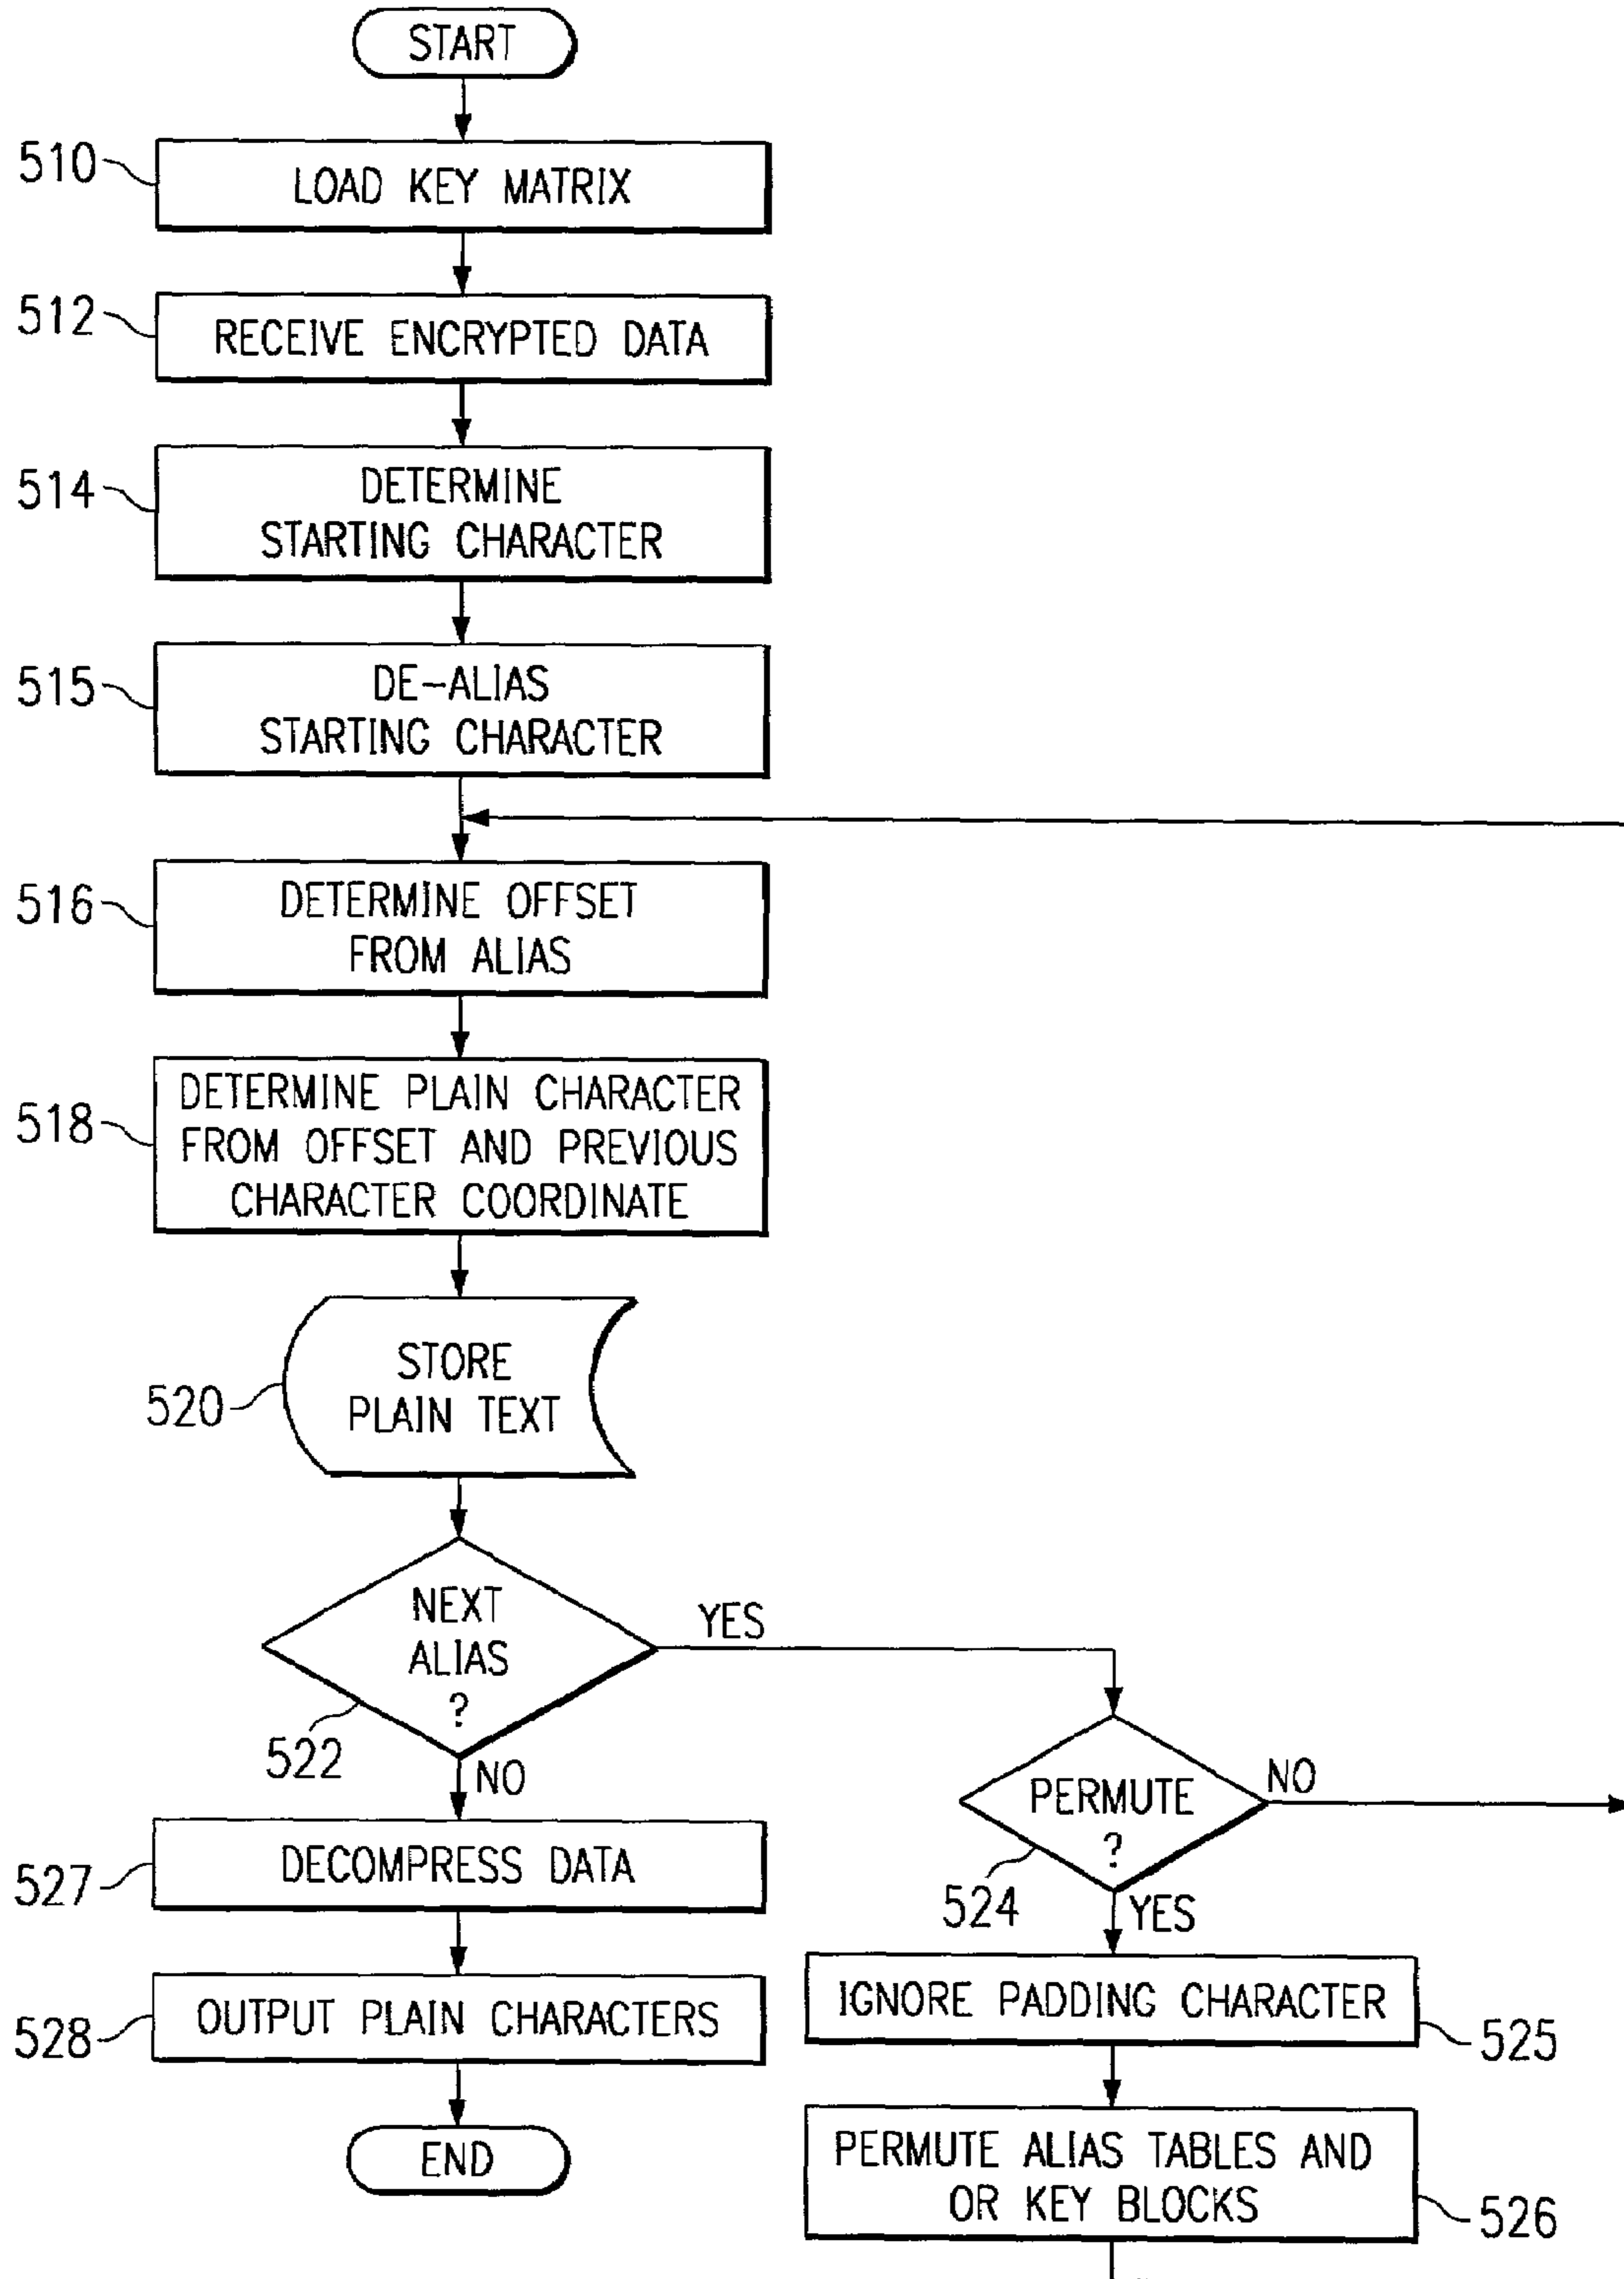 START
510
LOAD KEY MATRIX
512
RECEIVE ENCRYPTED DATA
514
DETERMINE
STARTING CHARACTER
515
DE-ALIAS
STARTING CHARACTER
516
DETERMINE OFFSET
FROM ALIAS
518
DETERMINE PLAIN CHARACTER
FROM OFFSET AND PREVIOUS
CHARACTER COORDINATE
520
STORE
PLAIN TEXT
NEXT
ALIAS
?
522
YES
NO
PERMUTE
?
524
NO
YES
527
DECOMPRESS DATA
528
OUTPUT PLAIN CHARACTERS
END
IGNORE PADDING CHARACTER
525
PERMUTE ALIAS TABLES AND
OR KEY BLOCKS
526